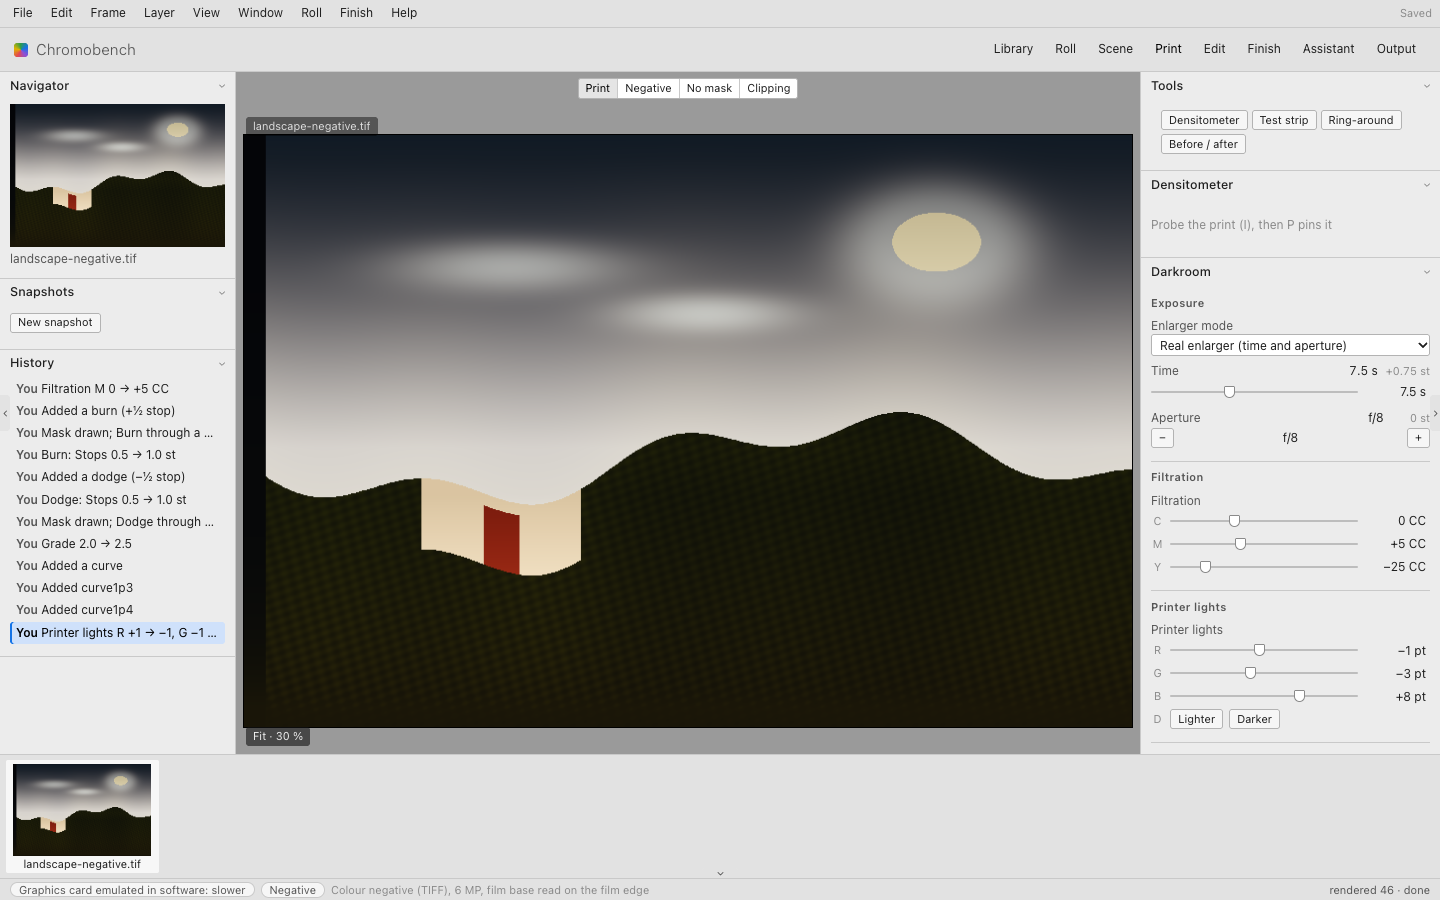 File Edit Frame Layer View Window Roll Finish Help Saved
Chromobench Library Roll Scene Print Edit Finish Assistant Output
Navigator
landscape-negative.tif
Snapshots
New snapshot
History
You Filtration M 0 → +5 CC
You Added a burn (+½ stop)
You Mask drawn; Burn through a ...
You Burn: Stops 0.5 → 1.0 st
You Added a dodge (−½ stop)
You Dodge: Stops 0.5 → 1.0 st
You Mask drawn; Dodge through ...
You Grade 2.0 → 2.5
You Added a curve
You Added curve1p3
You Added curve1p4
You Printer lights R +1 → −1, G −1 ...
Print Negative No mask Clipping
landscape-negative.tif
Fit · 30 %
Tools
Densitometer Test strip Ring-around
Before / after
Densitometer
Probe the print (I), then P pins it
Darkroom
Exposure
Enlarger mode
Real enlarger (time and aperture)
Time 7.5 s +0.75 st
7.5 s
Aperture f/8 0 st
− f/8 +
Filtration
Filtration
C 0 CC
M +5 CC
Y −25 CC
Printer lights
Printer lights
R −1 pt
G −3 pt
B +8 pt
D Lighter Darker
landscape-negative.tif
Graphics card emulated in software: slower Negative Colour negative (TIFF), 6 MP, film base read on the film edge rendered 46 · done